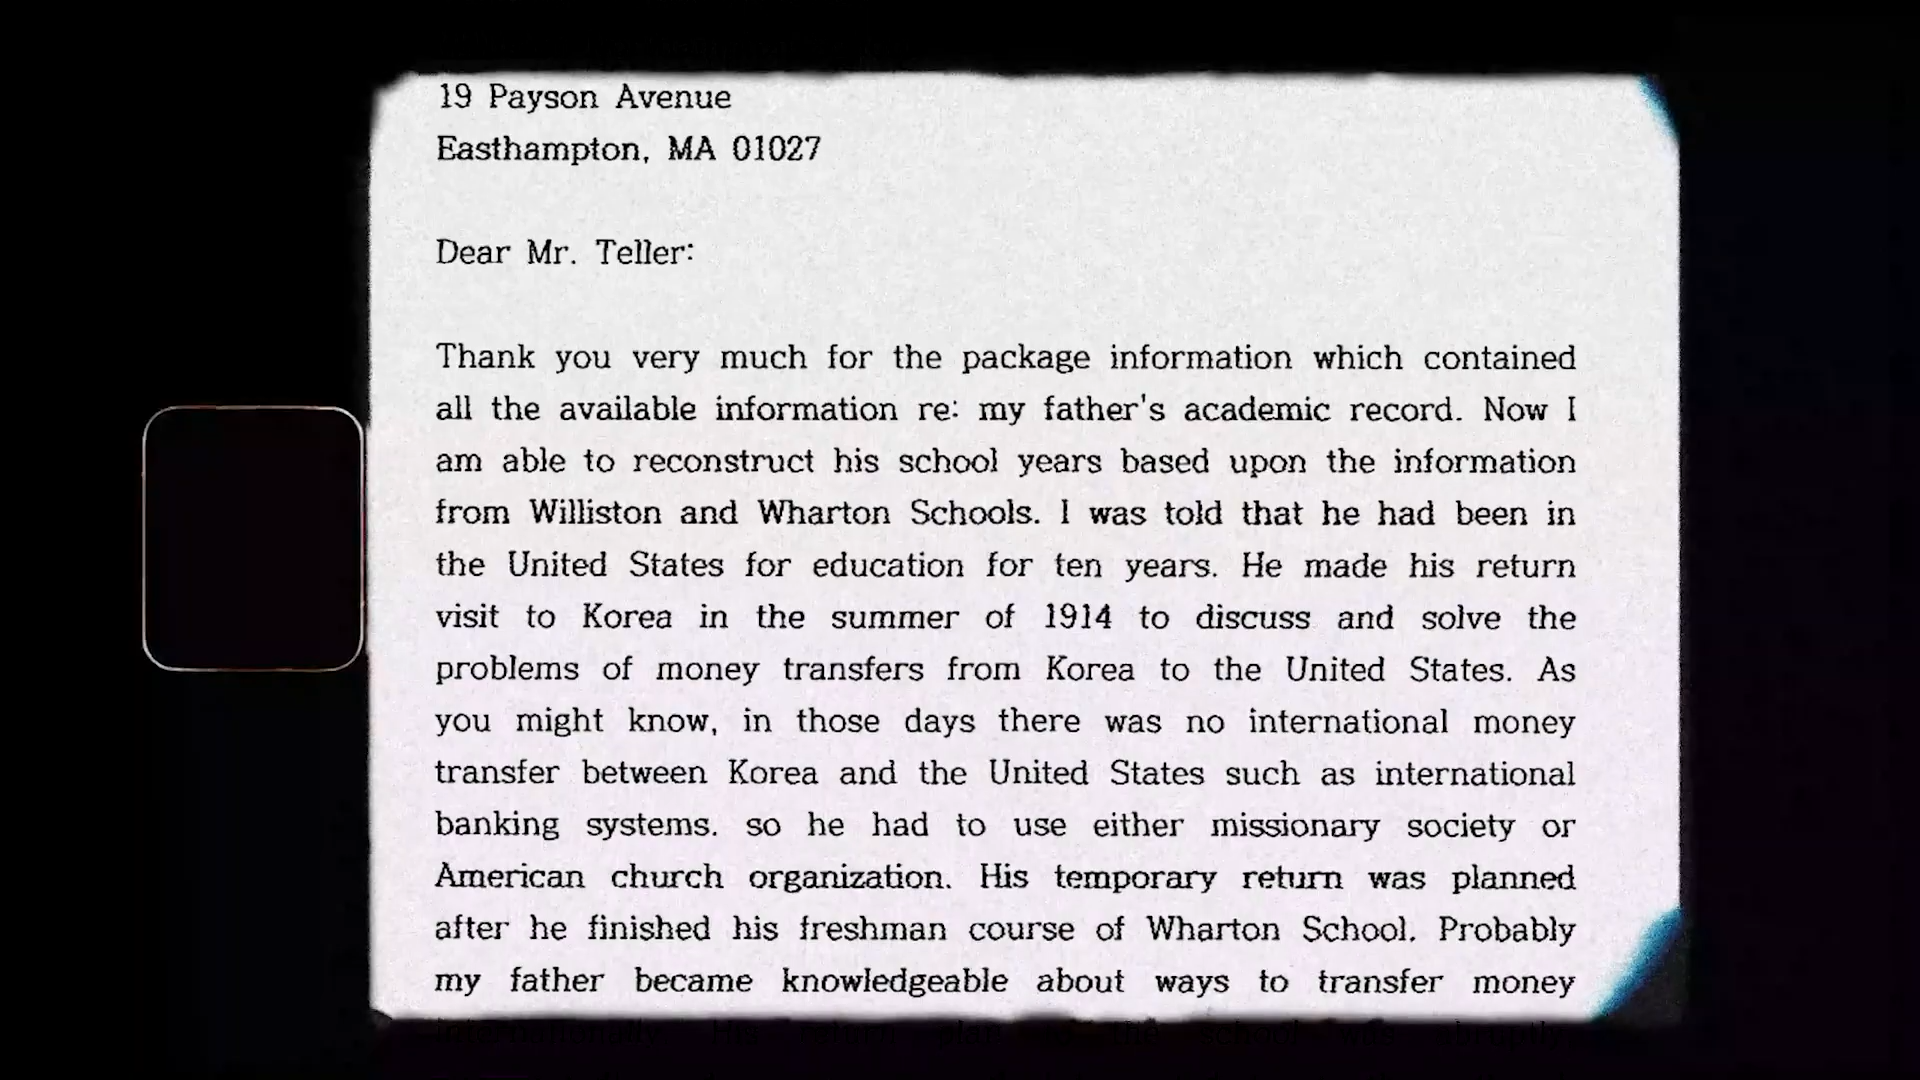 19 Payson Avenue
Easthampton, MA 01027
Dear Mr. Teller:
Thank you very much for the package information which contained
all the available information re: my father's academic record. Now I
am able to reconstruct his school years based upon the information
from Williston and Wharton Schools. I was told that he had been in
the United States for education for ten years. He made his return
visit to Korea in the summer of 1914 to discuss and solve the
problems of money transfers from Korea to the United States. As
you might know, in those days there was no international money
transfer between Korea and the United States such as international
banking systems. so he had to use either missionary society or
American church organization. His temporary return was planned
after he finished his freshman course of Wharton School. Probably
my father became knowledgeable about ways to transfer money